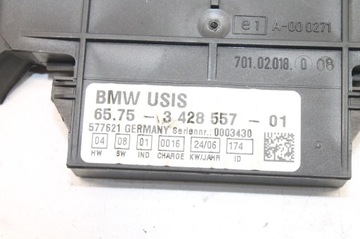 e1 A-00 0271
701.02.018. 0 08
BMW USIS
65.75 - 3 428 557 - 01
577621 GERMANY Seriennr.: 0003430
04 08 01 0016 24/06 174
HW SW IND CHARGE KW/JAHR ID